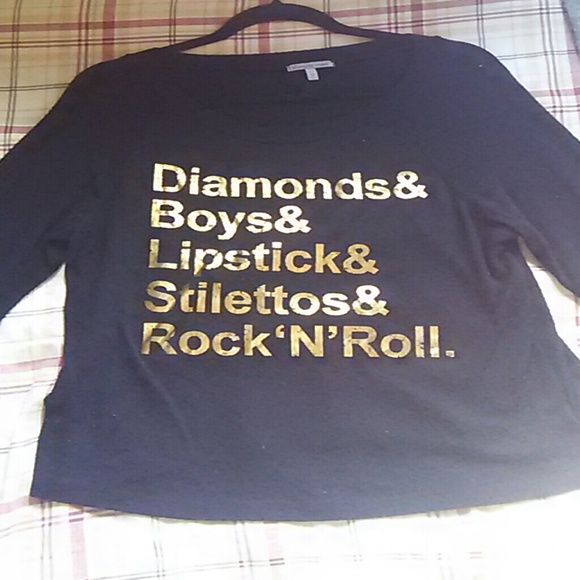 Diamonds&
Boys&
Lipstick&
Stilettos&
Rock‘N’Roll.